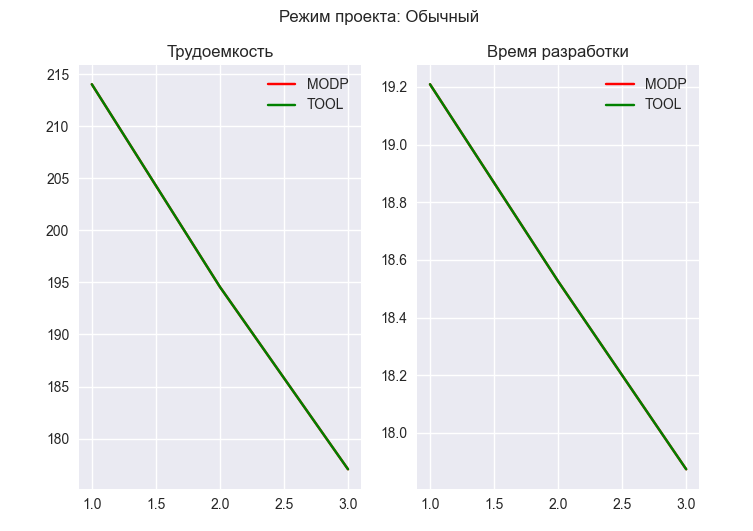 Режим проекта: Обычный
Трудоемкость
215
210
205
200
195
190
185
180
1.0 1.5 2.0 2.5 3.0
MODP
TOOL
Время разработки
19.2
19.0
18.8
18.6
18.4
18.2
18.0
1.0 1.5 2.0 2.5 3.0
MODP
TOOL